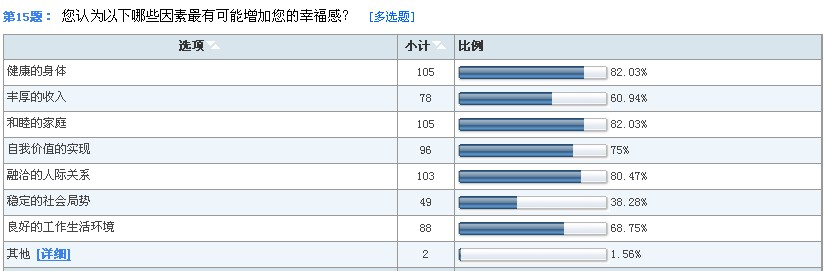 第15题： 您认为以下哪些因素最有可能增加您的幸福感？ [多选题]
选项 小计 比例
健康的身体 105 82.03%
丰厚的收入 78 60.94%
和睦的家庭 105 82.03%
自我价值的实现 96 75%
融洽的人际关系 103 80.47%
稳定的社会局势 49 38.28%
良好的工作生活环境 88 68.75%
其他 [详细] 2 1.56%